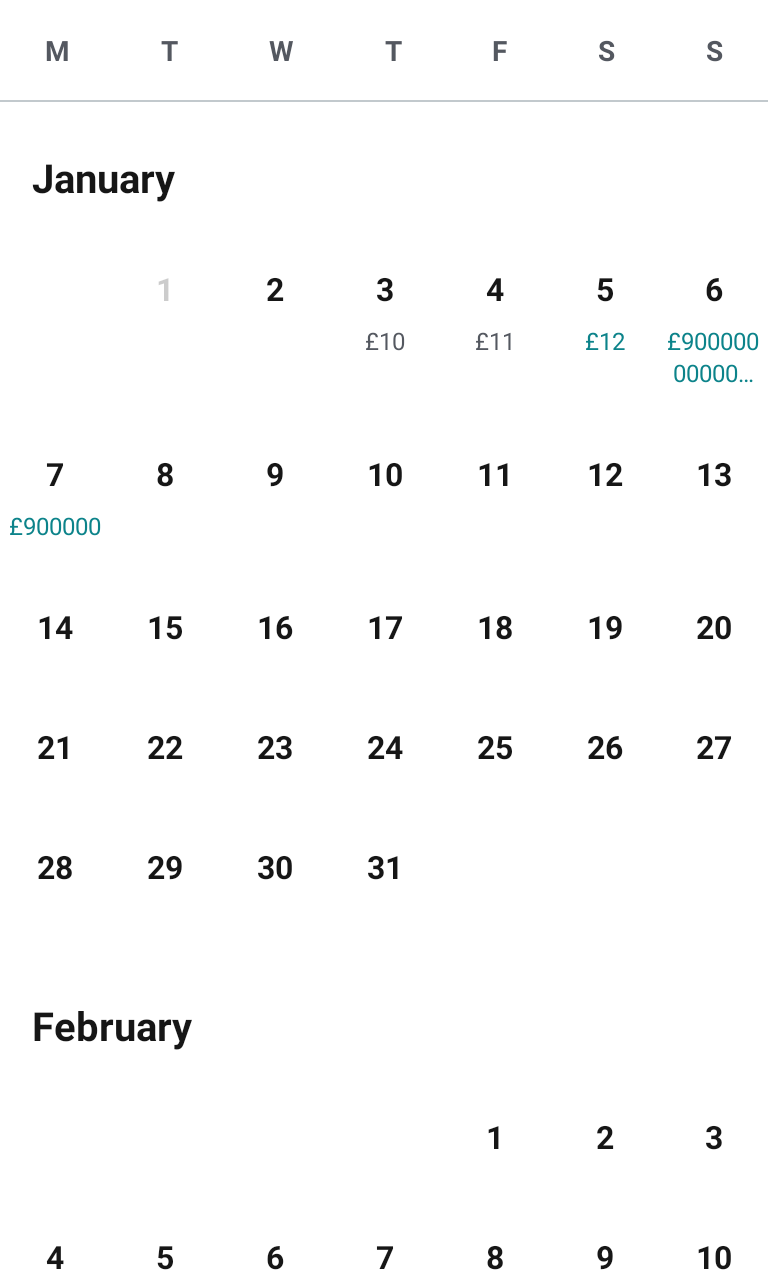 M T W T F S S
January
1 2 3 4 5 6
£10 £11 £12 £900000
00000...
7 8 9 10 11 12 13
£900000
14 15 16 17 18 19 20
21 22 23 24 25 26 27
28 29 30 31
February
1 2 3
4 5 6 7 8 9 10